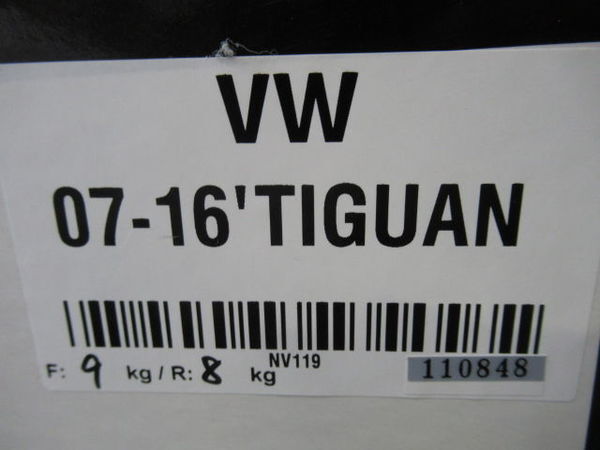 VW
07-16'TIGUAN
NV119
F: 9 kg / R: 8 kg
110848